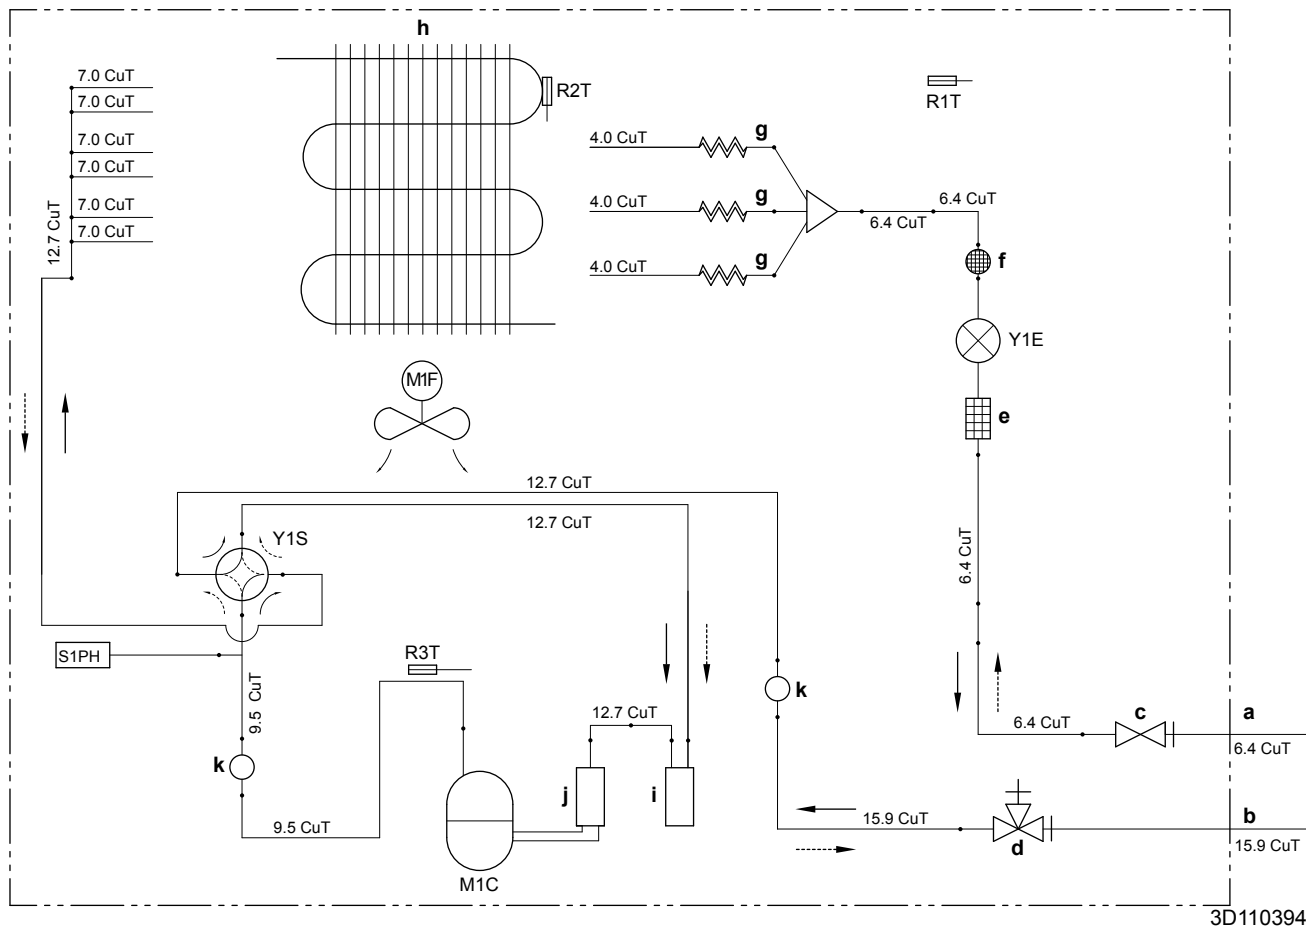 h
7.0 CuT
7.0 CuT
7.0 CuT
7.0 CuT
7.0 CuT
7.0 CuT
12.7 CuT
R2T
R1T
4.0 CuT
g
4.0 CuT
g
4.0 CuT
g
6.4 CuT
6.4 CuT
f
Y1E
e
M1F
12.7 CuT
12.7 CuT
Y1S
6.4 CuT
S1PH
R3T
9.5 CuT
k
k
12.7 CuT
6.4 CuT
c
a
6.4 CuT
j
i
9.5 CuT
15.9 CuT
d
b
15.9 CuT
M1C
3D110394